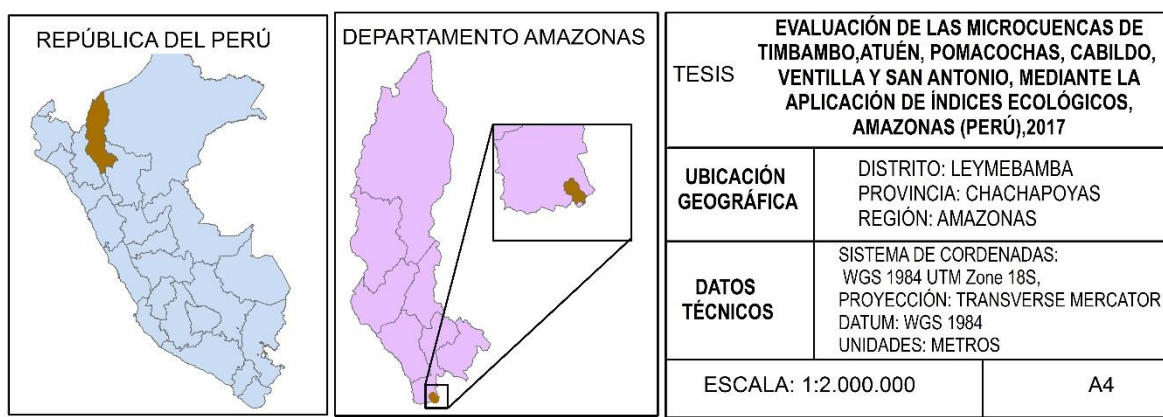 REPÚBLICA DEL PERÚ
DEPARTAMENTO AMAZONAS
TESIS
EVALUACIÓN DE LAS MICROCUENCAS DE
TIMBAMBO,ATUÉN, POMACOCHAS, CABILDO,
VENTILLA Y SAN ANTONIO, MEDIANTE LA
APLICACIÓN DE ÍNDICES ECOLÓGICOS,
AMAZONAS (PERÚ),2017
UBICACIÓN
GEOGRÁFICA
DISTRITO: LEYMEBAMBA
PROVINCIA: CHACHAPOYAS
REGIÓN: AMAZONAS
DATOS
TÉCNICOS
SISTEMA DE CORDENADAS:
WGS 1984 UTM Zone 18S,
PROYECCIÓN: TRANSVERSE MERCATOR
DATUM: WGS 1984
UNIDADES: METROS
ESCALA: 1:2.000.000
A4